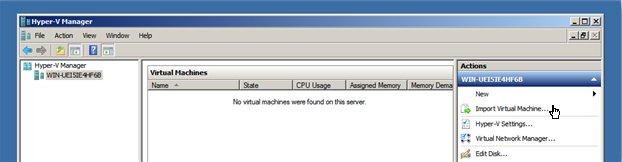 Hyper-V Manager
File Action View Window Help
Hyper-V Manager
WIN-UEISIE4HF6B
Virtual Machines
Name State CPU Usage Assigned Memory Memory Dema
No virtual machines were found on this server.
Actions
WIN-UEISIE4HF6B
New
Import Virtual Machine...
Hyper-V Settings...
Virtual Network Manager...
Edit Disk...